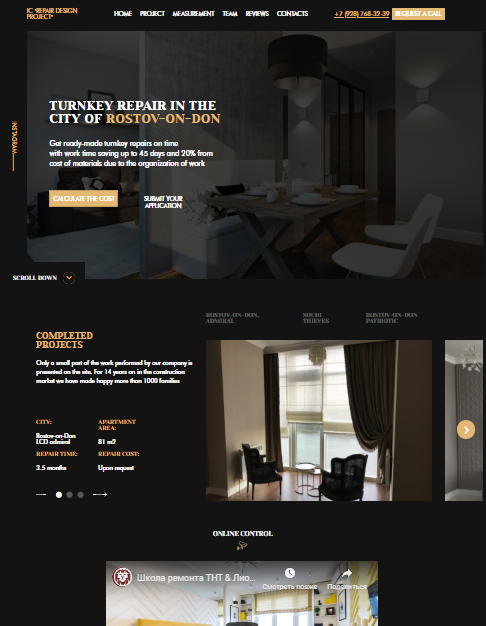 IC «REPAIR DESIGN
PROJECT»
HOME PROJECT MEASUREMENT TEAM REVIEWS CONTACTS
+7 (928) 768-32-39 REQUEST A CALL
INSTAGRAM
TURNKEY REPAIR IN THE
CITY OF ROSTOV-ON-DON
Get ready-made turnkey repairs on time
with work time saving up to 45 days and 20% from
cost of materials due to the organization of work
CALCULATE THE COST
SUBMIT YOUR
APPLICATION
SCROLL DOWN
ROSTOV-ON-DON,
ADMIRAL
SOCHI
THIEVES
ROSTOV-ON-DON
PATRIOTIC
COMPLETED
PROJECTS
Only a small part of the work performed by our company is
presented on the site. For 14 years on in the construction
market we have made happy more than 1000 families
CITY:
Rostov-on-Don
LCD admiral
APARTMENT
AREA:
81 m2
REPAIR TIME:
3.5 months
REPAIR COST:
Upon request
ONLINE CONTROL
Школа ремонта ТНТ & Лио...
Смотреть позже
Поделиться